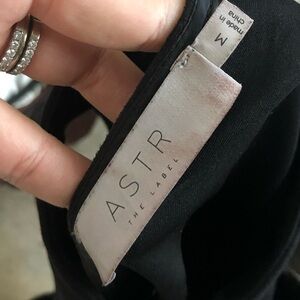 M
made in
china
ASTR
THE LABEL